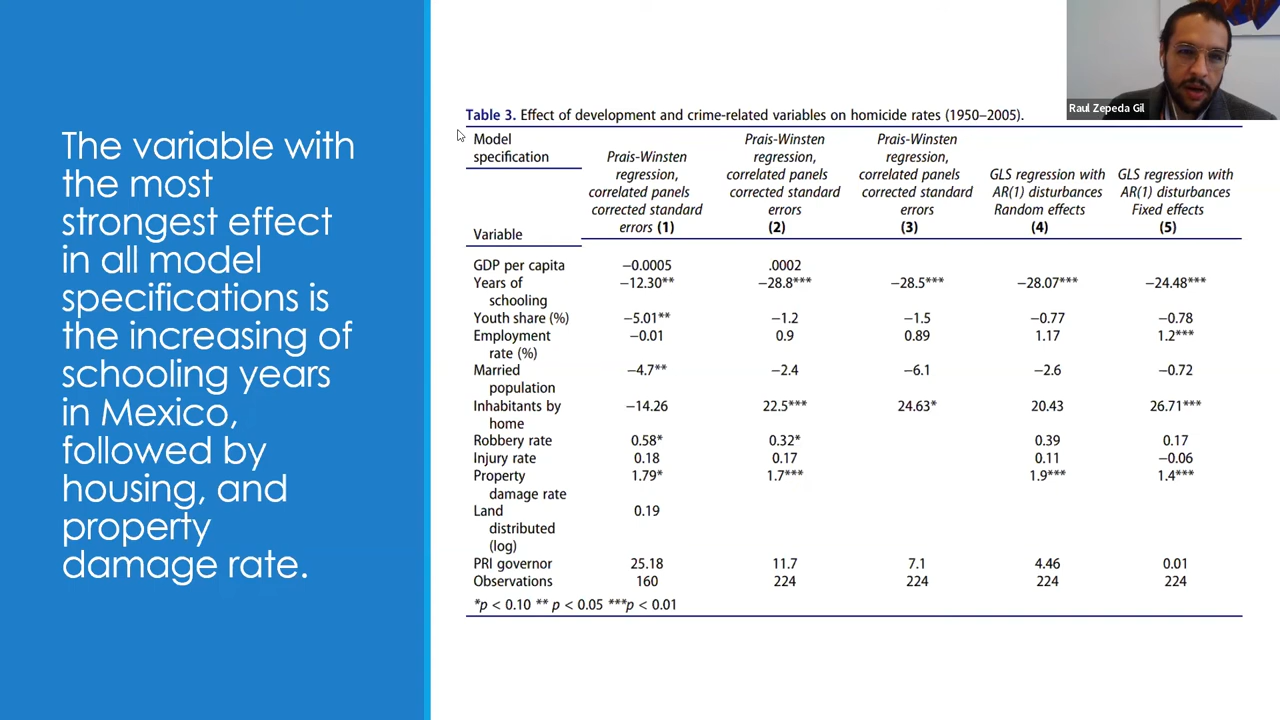 The variable with
the most
strongest effect
in all model
specifications is
the increasing of
schooling years
in Mexico,
followed by
housing, and
property
damage rate.
Raul Zepeda Gil
Table 3. Effect of development and crime-related variables on homicide rates (1950–2005).
Model specification
Variable
Prais-Winsten regression, correlated panels corrected standard errors (1)
Prais-Winsten regression, correlated panels corrected standard errors (2)
Prais-Winsten regression, correlated panels corrected standard errors (3)
GLS regression with AR(1) disturbances Random effects (4)
GLS regression with AR(1) disturbances Fixed effects (5)
GDP per capita −0.0005 .0002
Years of schooling −12.30** −28.8*** −28.5*** −28.07*** −24.48***
Youth share (%) −5.01** −1.2 −1.5 −0.77 −0.78
Employment rate (%) −0.01 0.9 0.89 1.17 1.2***
Married population −4.7** −2.4 −6.1 −2.6 −0.72
Inhabitants by home −14.26 22.5*** 24.63* 20.43 26.71***
Robbery rate 0.58* 0.32* 0.39 0.17
Injury rate 0.18 0.17 0.11 −0.06
Property damage rate 1.79* 1.7*** 1.9*** 1.4***
Land distributed (log) 0.19
PRI governor 25.18 11.7 7.1 4.46 0.01
Observations 160 224 224 224 224
*p < 0.10 ** p < 0.05 ***p < 0.01